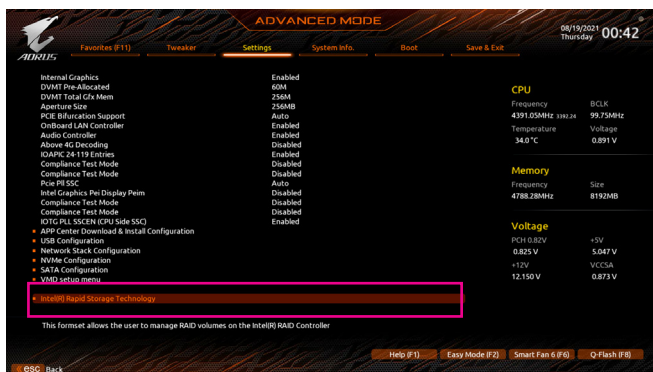 ADVANCED MODE
08/19/2021 Thursday 00:42
AORUS
Favorites (F11) Tweaker Settings System Info. Boot Save & Exit
Internal Graphics Enabled
DVMT Pre-Allocated 60M
DVMT Total Gfx Mem 256M
Aperture Size 256MB
PCIE Bifurcation Support Auto
OnBoard LAN Controller Enabled
Audio Controller Enabled
Above 4G Decoding Disabled
IOAPIC 24-119 Entries Enabled
Compliance Test Mode Disabled
Compliance Test Mode Disabled
Pcie Pll SSC Auto
Intel Graphics Pei Display Peim Disabled
Compliance Test Mode Disabled
Compliance Test Mode Disabled
IOTG PLL SSCEN (CPU Side SSC) Enabled
APP Center Download & Install Configuration
USB Configuration
Network Stack Configuration
NVMe Configuration
SATA Configuration
VMD setup menu
Intel(R) Rapid Storage Technology
This formset allows the user to manage RAID volumes on the Intel(R) RAID Controller
CPU
Frequency BCLK
4391.05MHz 3392.24 99.75MHz
Temperature Voltage
34.0 °C 0.891 V
Memory
Frequency Size
4788.28MHz 8192MB
Voltage
PCH 0.82V +5V
0.825 V 5.047 V
+12V VCCSA
12.150 V 0.873 V
Help (F1) Easy Mode (F2) Smart Fan 6 (F6) Q-Flash (F8)
esc Back